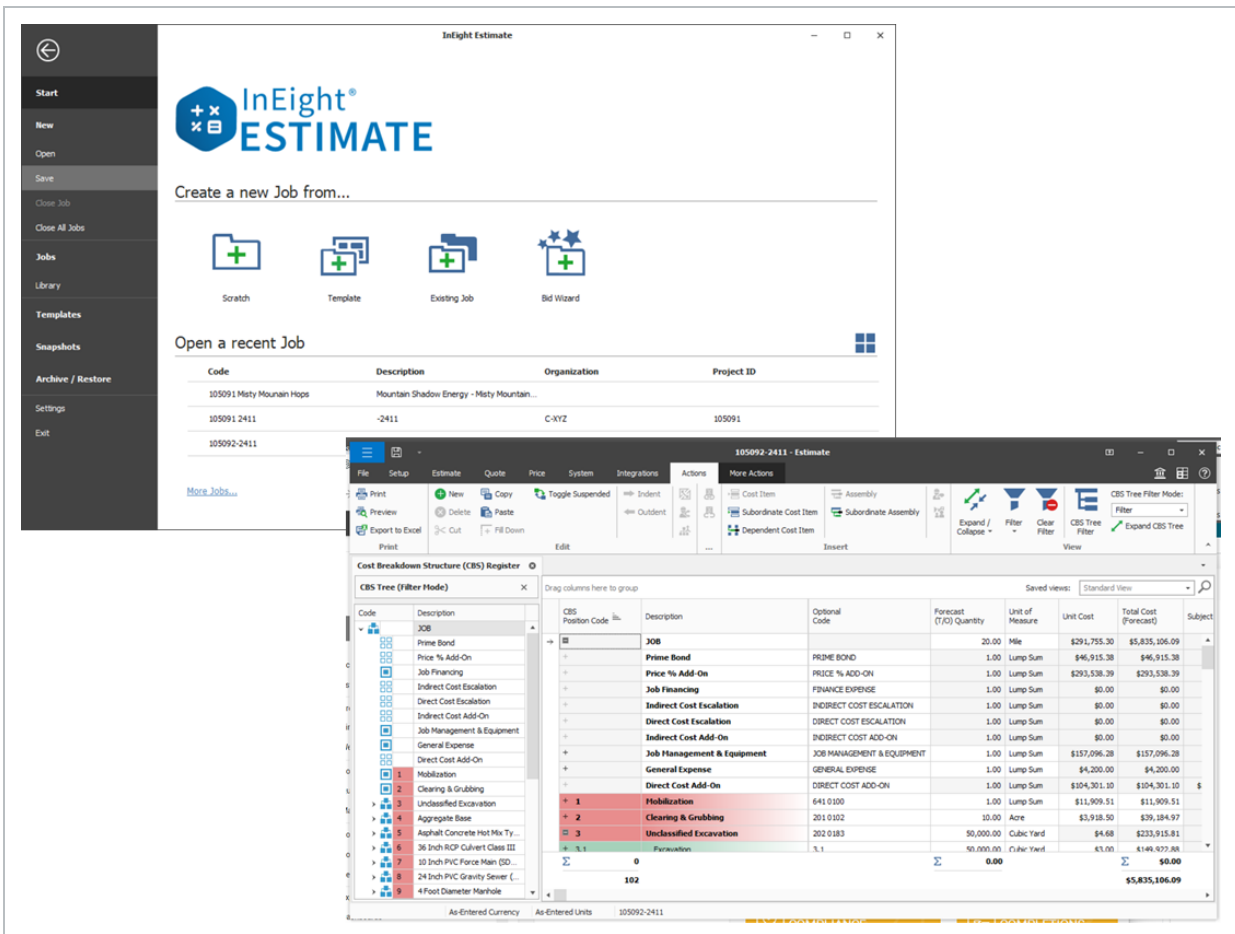 InEight Estimate
Start
New
Open
Save
Close Job
Close All Jobs
Jobs
Library
Templates
Snapshots
Archive / Restore
Settings
Exit
InEight®
ESTIMATE
Create a new Job from...
Scratch Template Existing Job Bid Wizard
Open a recent Job
Code Description Organization Project ID
105091 Misty Mounain Hops Mountain Shadow Energy - Misty Mountain...
105091 2411 -2411 C-XYZ 105091
105092-2411
More Jobs...
105092-2411 - Estimate
File Setup Estimate Quote Price System Integrations Actions More Actions
Print New Copy Toggle Suspended Indent Cost Item Assembly CBS Tree Filter Mode:
Preview Delete Paste Outdent Subordinate Cost Item Subordinate Assembly Expand / Collapse Filter Clear Filter CBS Tree Filter Filter
Export to Excel Cut Fill Down Dependent Cost Item Expand CBS Tree
Print Edit ... Insert View
Cost Breakdown Structure (CBS) Register
CBS Tree (Filter Mode)
Drag columns here to group Saved views: Standard View
Code Description
JOB
Prime Bond
Price % Add-On
Job Financing
Indirect Cost Escalation
Direct Cost Escalation
Indirect Cost Add-On
Job Management & Equipment
General Expense
Direct Cost Add-On
1 Mobilization
2 Clearing & Grubbing
3 Unclassified Excavation
4 Aggregate Base
5 Asphalt Concrete Hot Mix Ty...
6 36 Inch RCP Culvert Class III
7 10 Inch PVC Force Main (SD...
8 24 Inch PVC Gravity Sewer (...
9 4 Foot Diameter Manhole
CBS Position Code Description Optional Code Forecast (T/O) Quantity Unit of Measure Unit Cost Total Cost (Forecast) Subject
JOB 20.00 Mile $291,755.30 $5,835,106.09
Prime Bond PRIME BOND 1.00 Lump Sum $46,915.38 $46,915.38
Price % Add-On PRICE % ADD-ON 1.00 Lump Sum $293,538.39 $293,538.39
Job Financing FINANCE EXPENSE 1.00 Lump Sum $0.00 $0.00
Indirect Cost Escalation INDIRECT COST ESCALATION 1.00 Lump Sum $0.00 $0.00
Direct Cost Escalation DIRECT COST ESCALATION 1.00 Lump Sum $0.00 $0.00
Indirect Cost Add-On INDIRECT COST ADD-ON 1.00 Lump Sum $0.00 $0.00
Job Management & Equipment JOB MANAGEMENT & EQUIPMENT 1.00 Lump Sum $157,096.28 $157,096.28
General Expense GENERAL EXPENSE 1.00 Lump Sum $4,200.00 $4,200.00
Direct Cost Add-On DIRECT COST ADD-ON 1.00 Lump Sum $104,301.10 $104,301.10 $
+ 1 Mobilization 641 0100 1.00 Lump Sum $11,909.51 $11,909.51
+ 2 Clearing & Grubbing 201 0102 10.00 Acre $3,918.50 $39,184.97
3 Unclassified Excavation 202 0183 50,000.00 Cubic Yard $4.68 $233,915.81
+ 3.1 Excavation 3.1 50,000.00 Cubic Yard $3.00 $149,922.88
Σ 0 Σ 0.00 Σ $0.00
102 $5,835,106.09
As-Entered Currency As-Entered Units 105092-2411